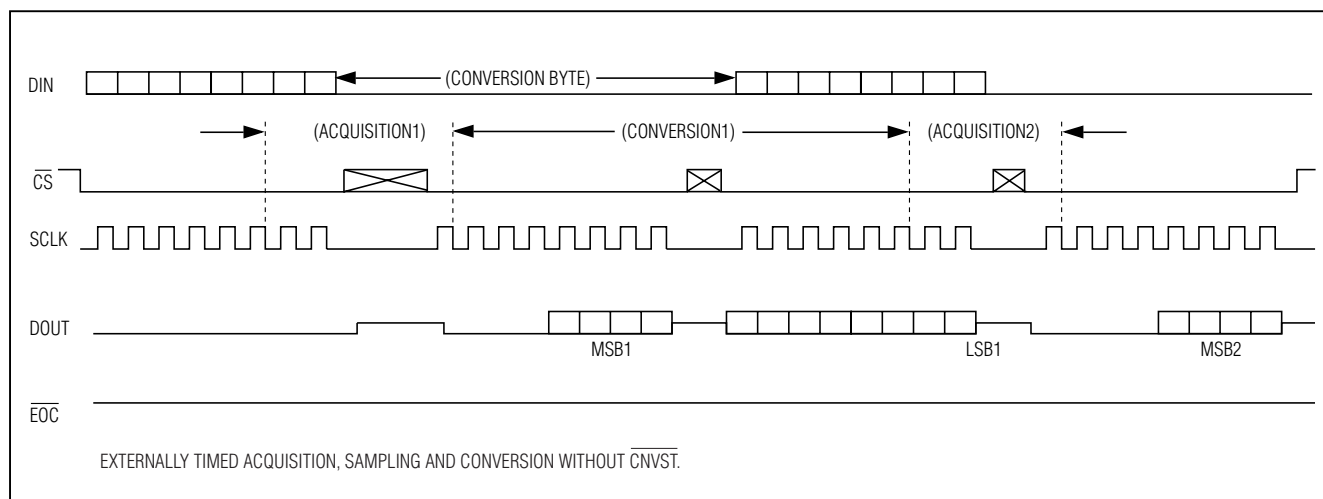 DIN
(CONVERSION BYTE)
(ACQUISITION1)
(CONVERSION1)
(ACQUISITION2)
CS
SCLK
DOUT
MSB1
LSB1
MSB2
EOC
EXTERNALLY TIMED ACQUISITION, SAMPLING AND CONVERSION WITHOUT CNVST.